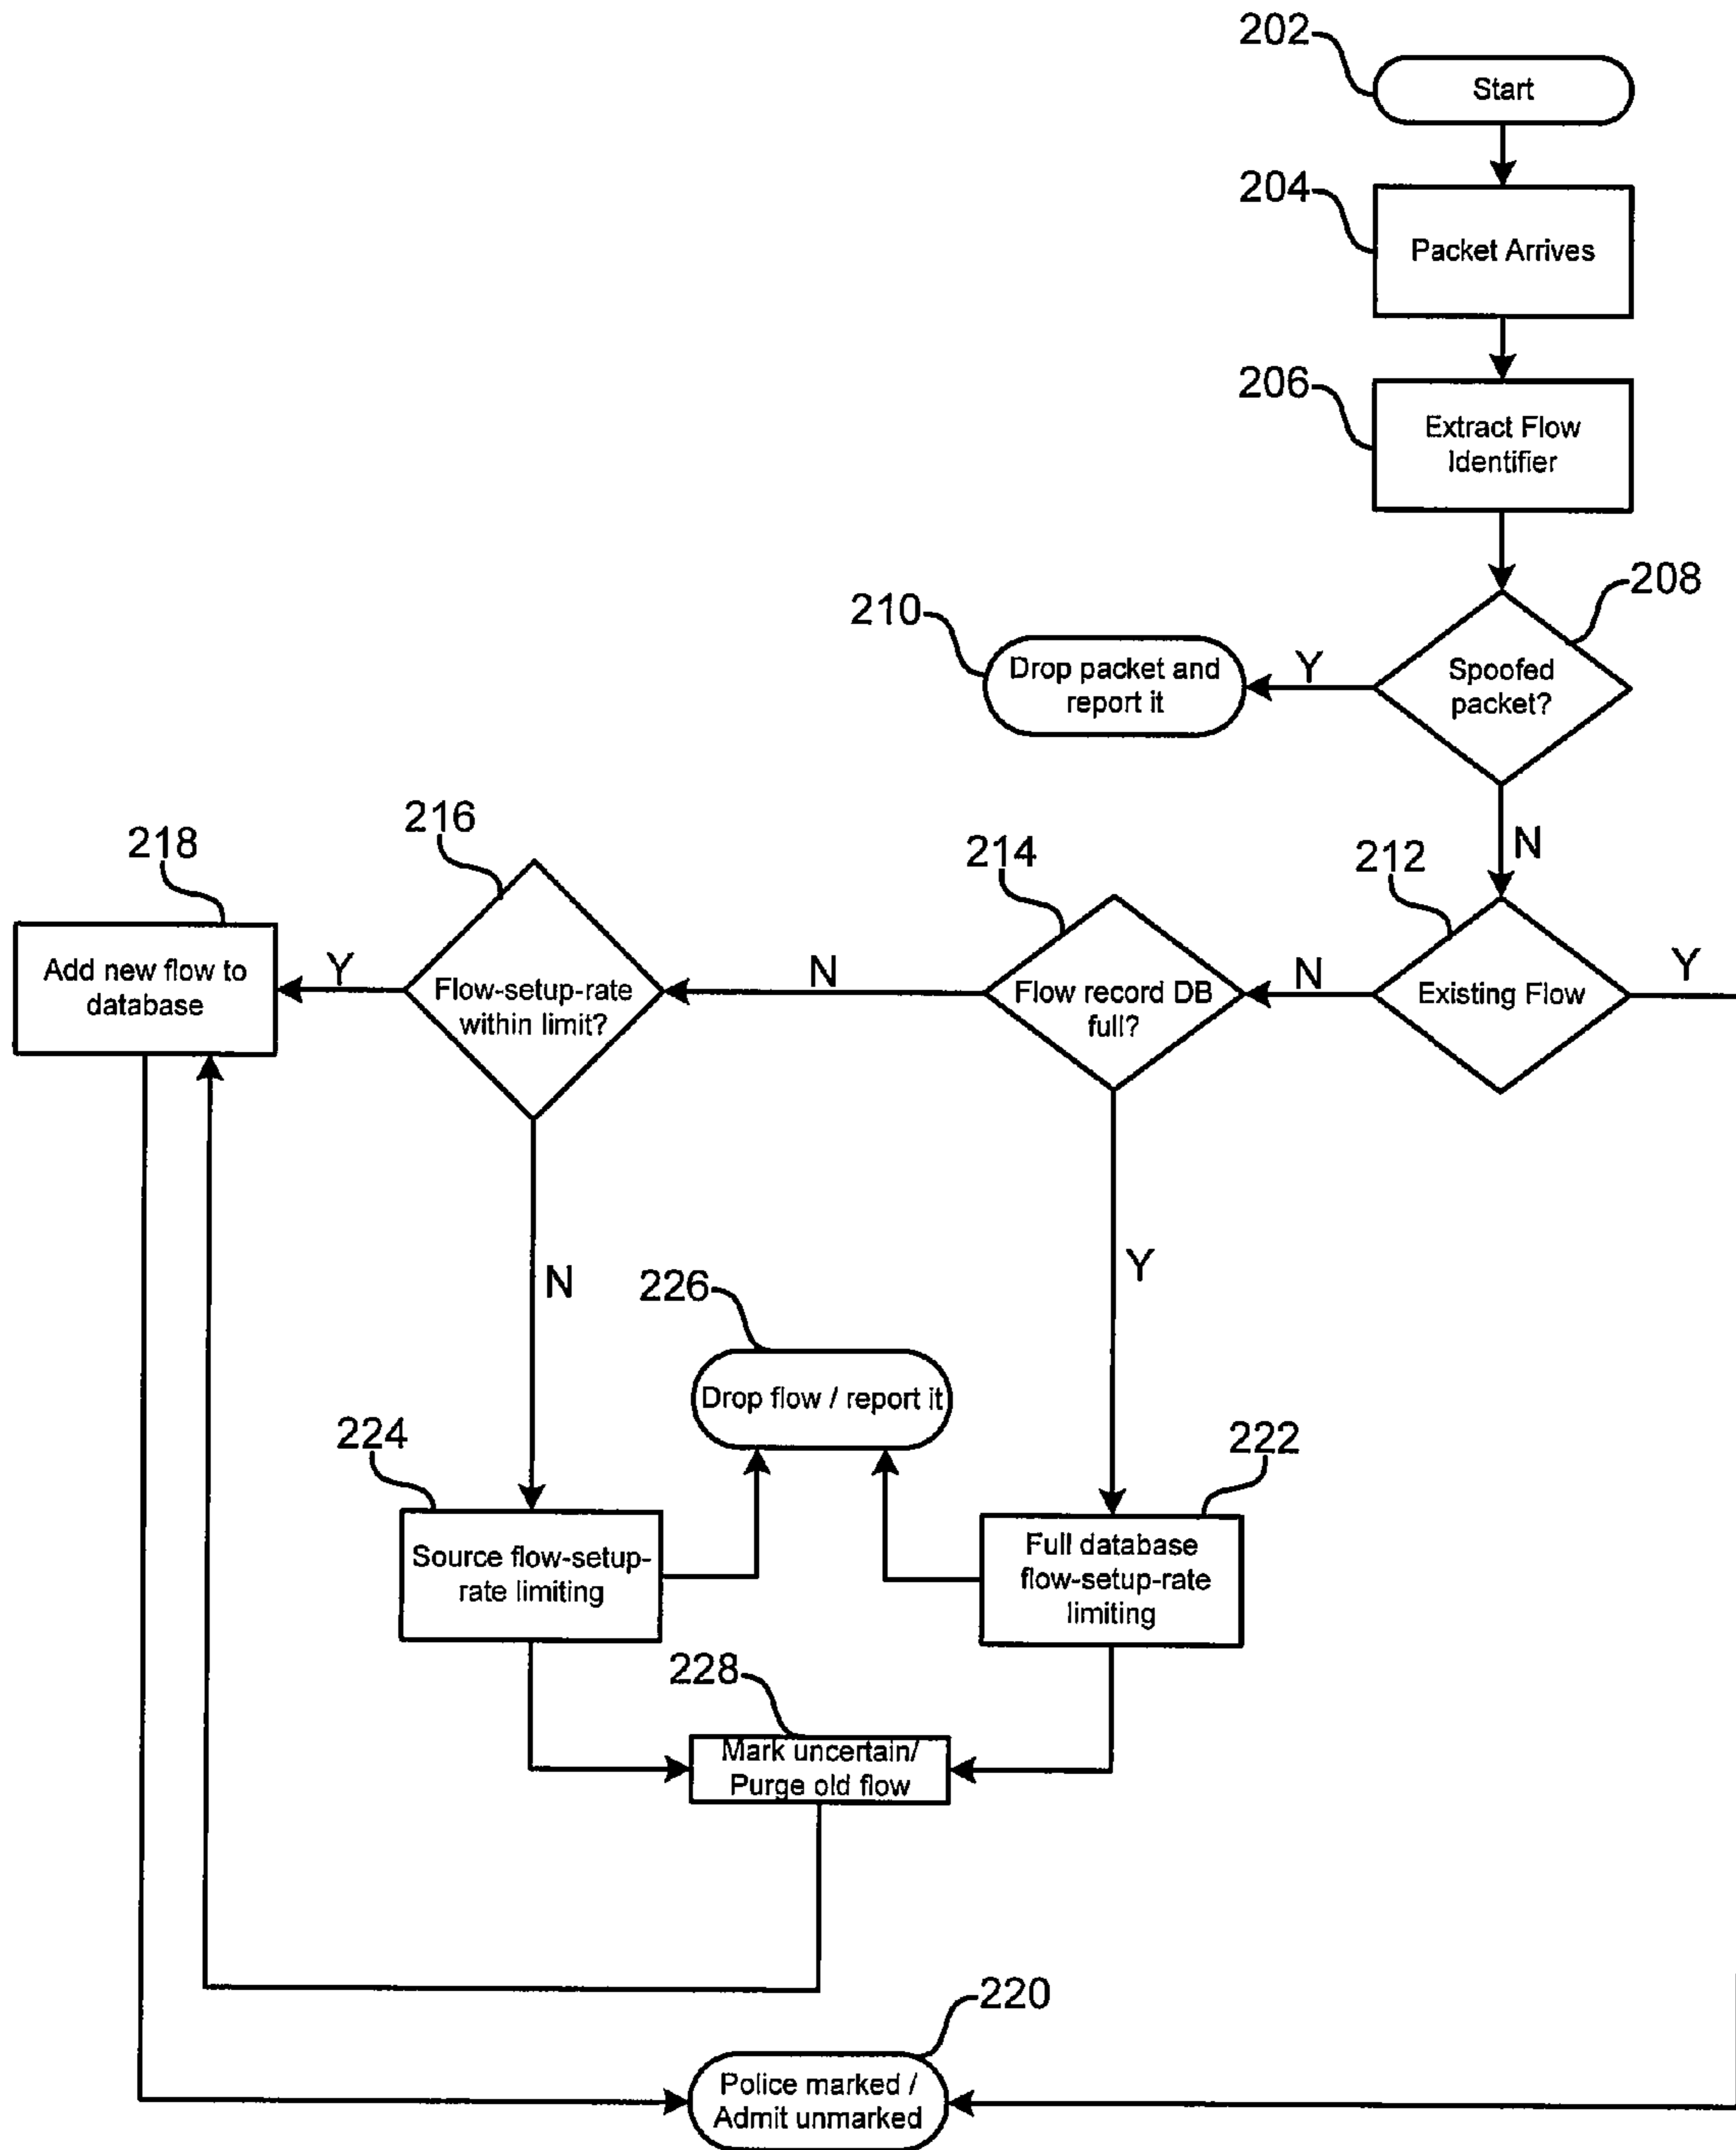 202
Start
204
Packet Arrives
206
Extract Flow
Identifier
208
210
Drop packet and
report it
Y
Spoofed
packet?
N
218
216
214
212
Add new flow to
database
Y
Flow-setup-rate
within limit?
N
Flow record DB
full?
N
Existing Flow
Y
N
Y
226
Drop flow / report it
224
222
Source flow-setup-
rate limiting
Full database
flow-setup-rate
limiting
228
Mark uncertain/
Purge old flow
220
Police marked /
Admit unmarked